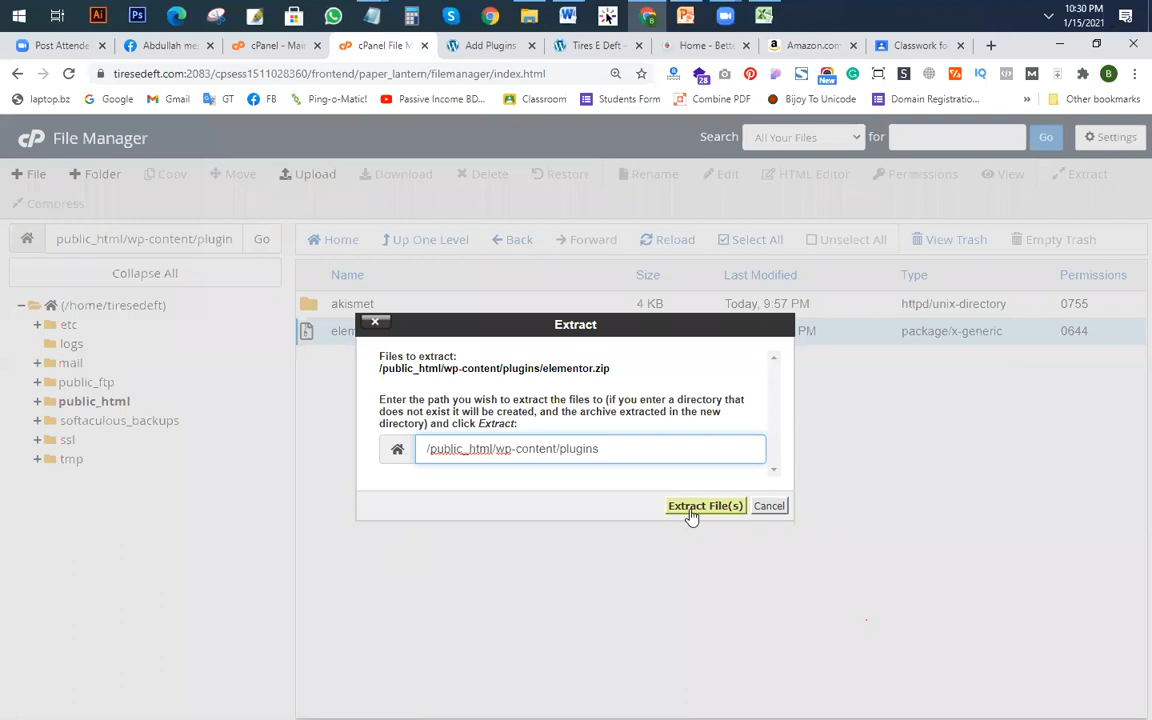 10:30 PM
1/15/2021
Post Attende
Abdullah me
cPanel - Main
cPanel File M
Add Plugins
Tires E Deft -
Home - Bette
Amazon.com
Classwork fo
tiresedeft.com:2083/cpsess1511028360/frontend/paper_lantern/filemanager/index.html
laptop.bz
Google
Gmail
GT
FB
Ping-o-Matic!
Passive Income BD...
Classroom
Students Form
Combine PDF
Bijoy To Unicode
Domain Registratio...
Other bookmarks
cP File Manager
Search
All Your Files
for
Go
Settings
File
Folder
Copy
Move
Upload
Download
Delete
Restore
Rename
Edit
HTML Editor
Permissions
View
Extract
Compress
public_html/wp-content/plugin
Go
Home
Up One Level
Back
Forward
Reload
Select All
Unselect All
View Trash
Empty Trash
Collapse All
Name
Size
Last Modified
Type
Permissions
(/home/tiresedeft)
etc
logs
mail
public_ftp
public_html
softaculous_backups
ssl
tmp
akismet
4 KB
Today, 9:57 PM
httpd/unix-directory
0755
elem
PM
package/x-generic
0644
Extract
Files to extract:
/public_html/wp-content/plugins/elementor.zip
Enter the path you wish to extract the files to (if you enter a directory that
does not exist it will be created, and the archive extracted in the new
directory) and click Extract:
/public_html/wp-content/plugins
Extract File(s)
Cancel